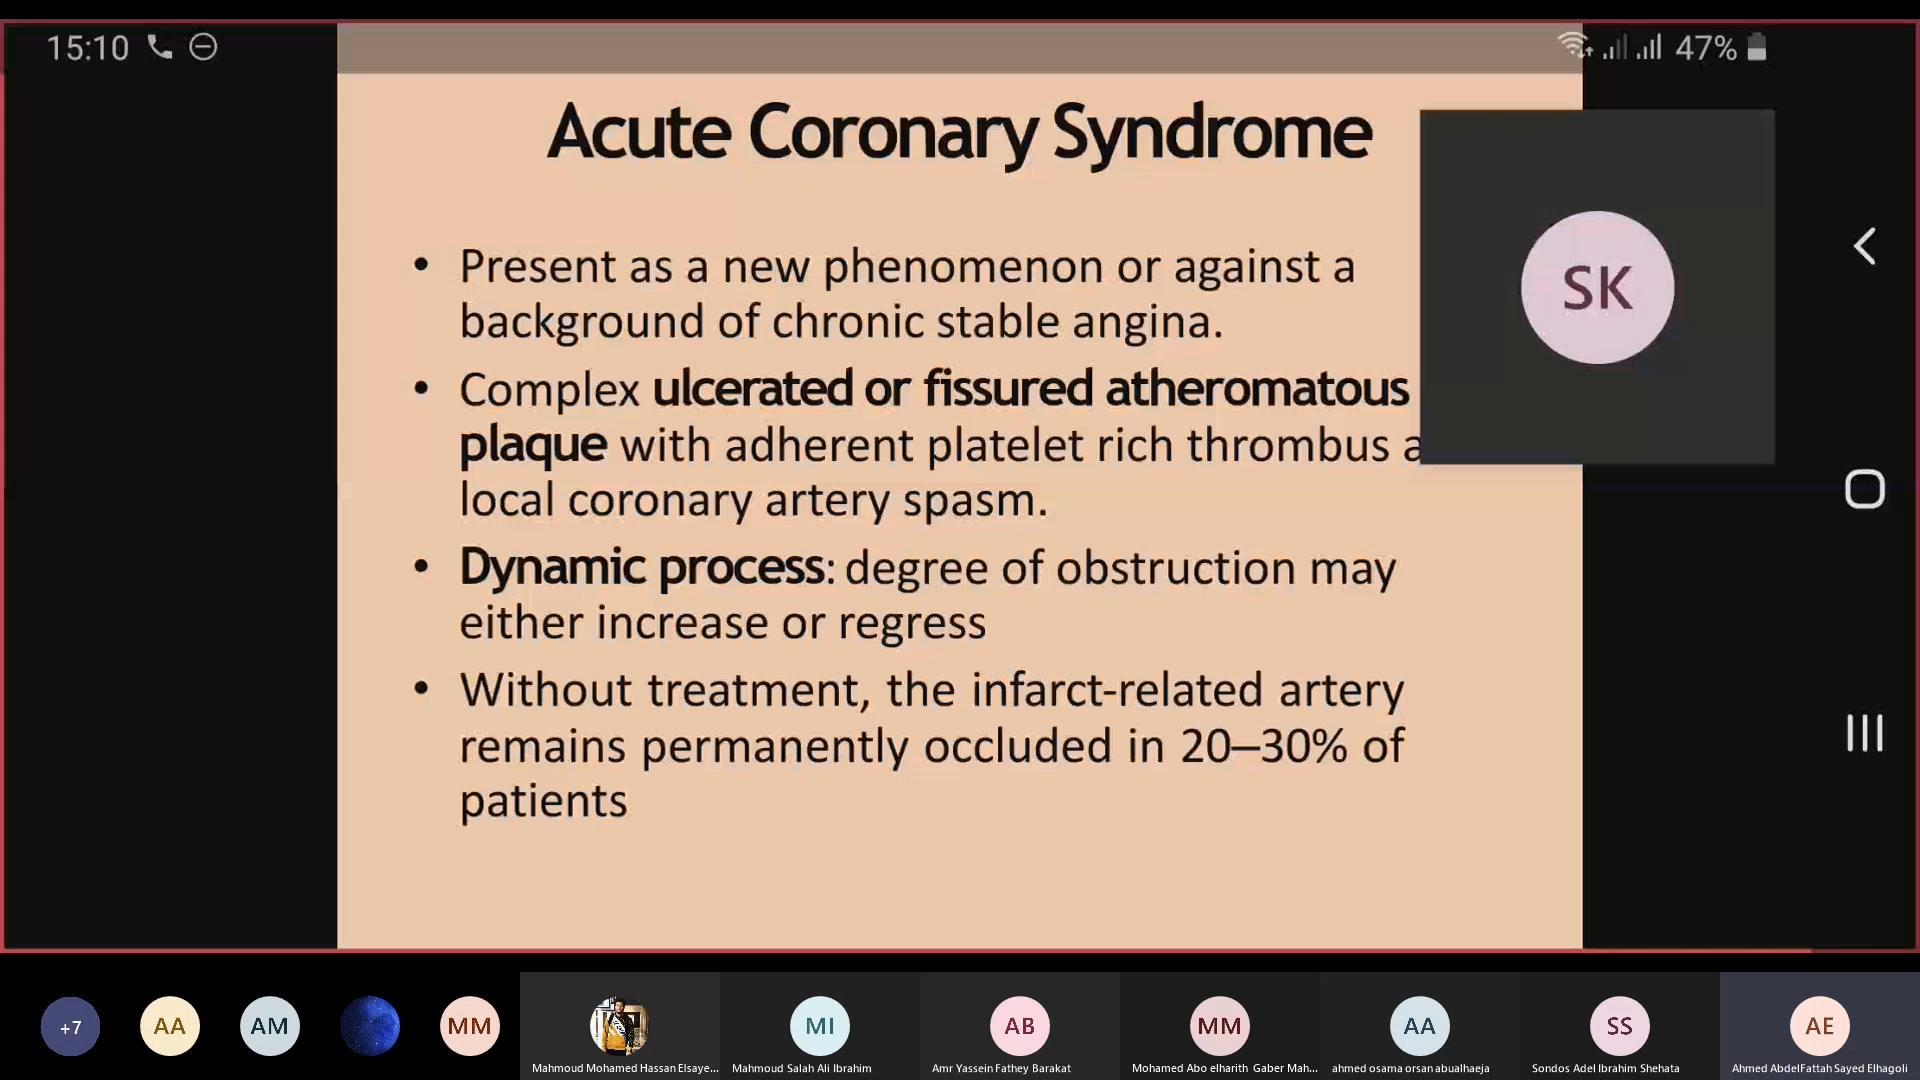 15:10
47%
Acute Coronary Syndrome
SK
• Present as a new phenomenon or against a
background of chronic stable angina.
• Complex ulcerated or fissured atheromatous
plaque with adherent platelet rich thrombus
local coronary artery spasm.
• Dynamic process: degree of obstruction may
either increase or regress
• Without treatment, the infarct-related artery
remains permanently occluded in 20–30% of
patients
+7
AA
AM
MM
MI
AB
MM
AA
SS
AE
Mahmoud Mohamed Hassan Elsaye...
Mahmoud Salah Ali Ibrahim
Amr Yassein Fathey Barakat
Mohamed Abo elharith Gaber Mah...
ahmed osama orsan abualhaeja
Sondos Adel Ibrahim Shehata
Ahmed AbdelFattah Sayed Elhagoli